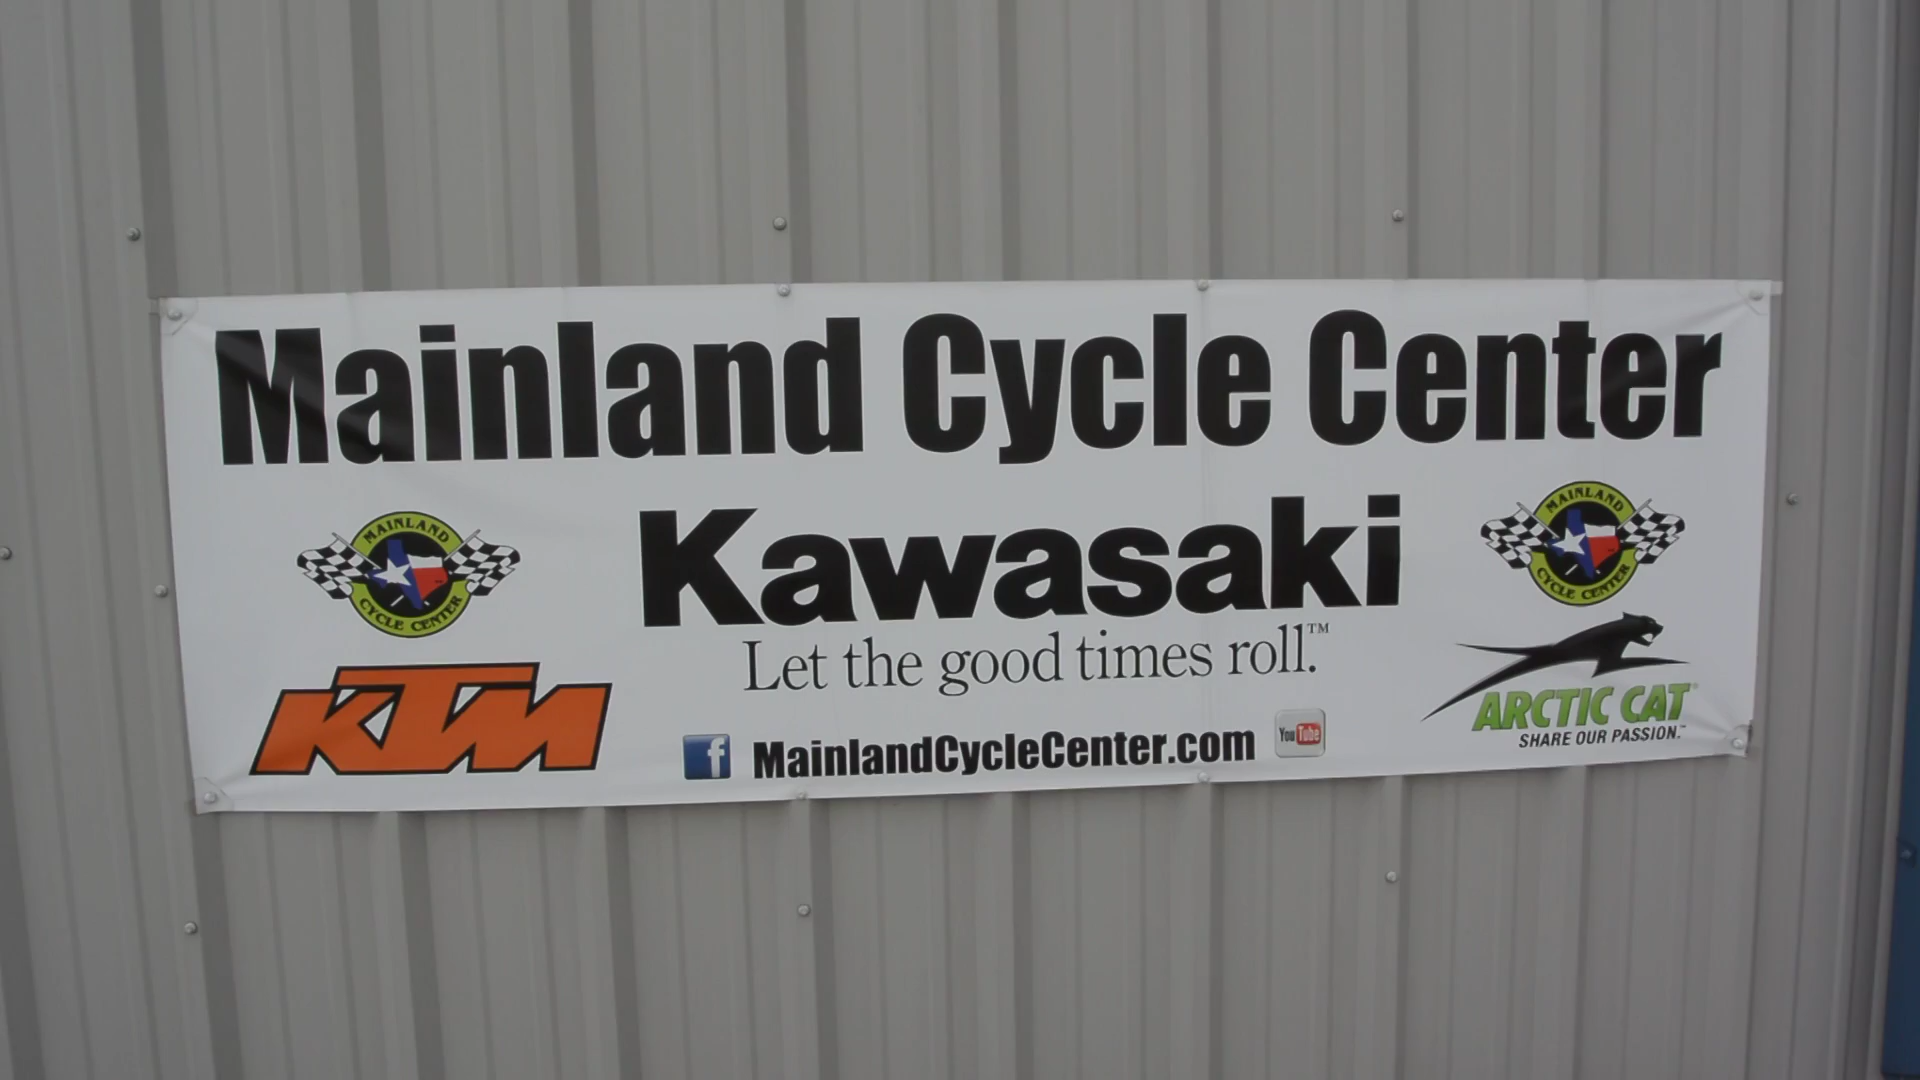 Mainland Cycle Center
MAINLAND
CYCLE CENTER
Kawasaki
Let the good times roll.™
MAINLAND
CYCLE CENTER
KTM
f MainlandCycleCenter.com YouTube
ARCTIC CAT®
SHARE OUR PASSION.™